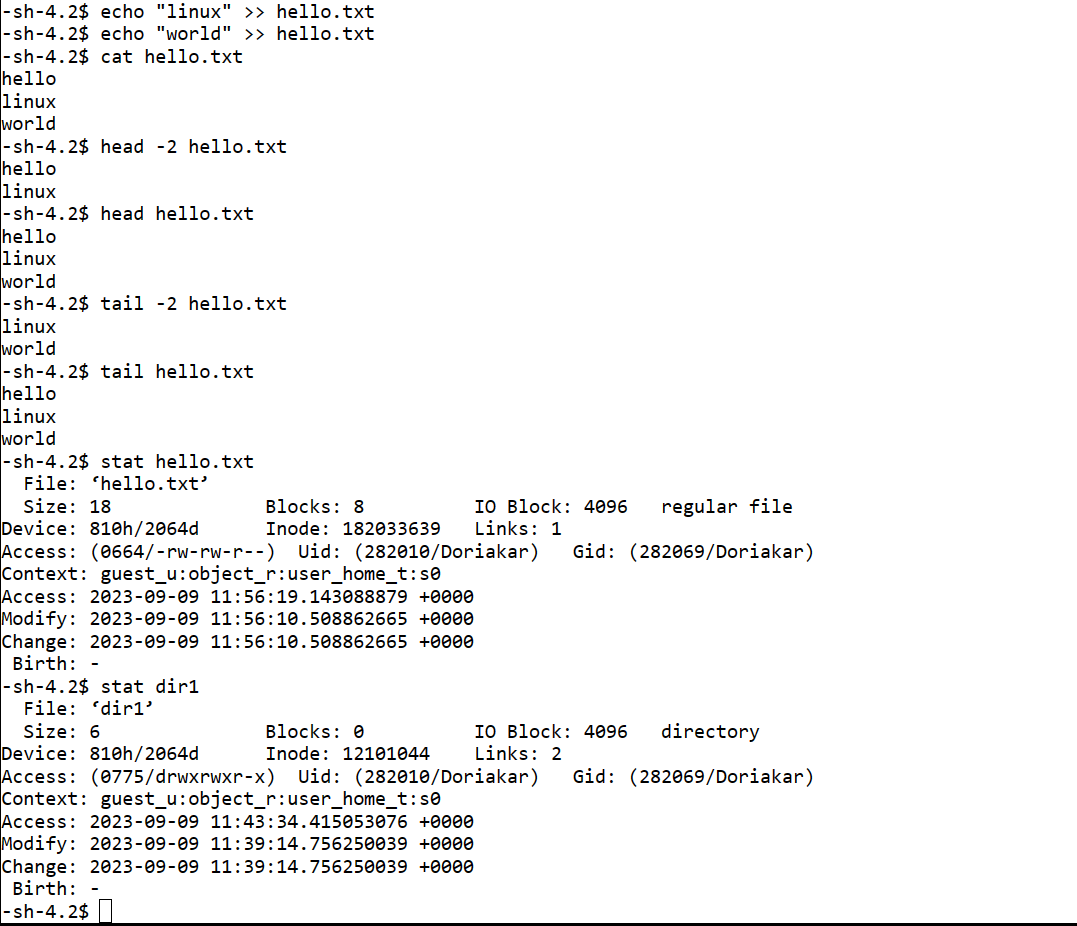 -sh-4.2$ echo "linux" >> hello.txt
-sh-4.2$ echo "world" >> hello.txt
-sh-4.2$ cat hello.txt
hello
linux
world
-sh-4.2$ head -2 hello.txt
hello
linux
-sh-4.2$ head hello.txt
hello
linux
world
-sh-4.2$ tail -2 hello.txt
linux
world
-sh-4.2$ tail hello.txt
hello
linux
world
-sh-4.2$ stat hello.txt
  File: ‘hello.txt’
  Size: 18              Blocks: 8          IO Block: 4096   regular file
Device: 810h/2064d      Inode: 182033639   Links: 1
Access: (0664/-rw-rw-r--)  Uid: (282010/Doriakar)   Gid: (282069/Doriakar)
Context: guest_u:object_r:user_home_t:s0
Access: 2023-09-09 11:56:19.143088879 +0000
Modify: 2023-09-09 11:56:10.508862665 +0000
Change: 2023-09-09 11:56:10.508862665 +0000
 Birth: -
-sh-4.2$ stat dir1
  File: ‘dir1’
  Size: 6               Blocks: 0          IO Block: 4096   directory
Device: 810h/2064d      Inode: 12101044    Links: 2
Access: (0775/drwxrwxr-x)  Uid: (282010/Doriakar)   Gid: (282069/Doriakar)
Context: guest_u:object_r:user_home_t:s0
Access: 2023-09-09 11:43:34.415053076 +0000
Modify: 2023-09-09 11:39:14.756250039 +0000
Change: 2023-09-09 11:39:14.756250039 +0000
 Birth: -
-sh-4.2$